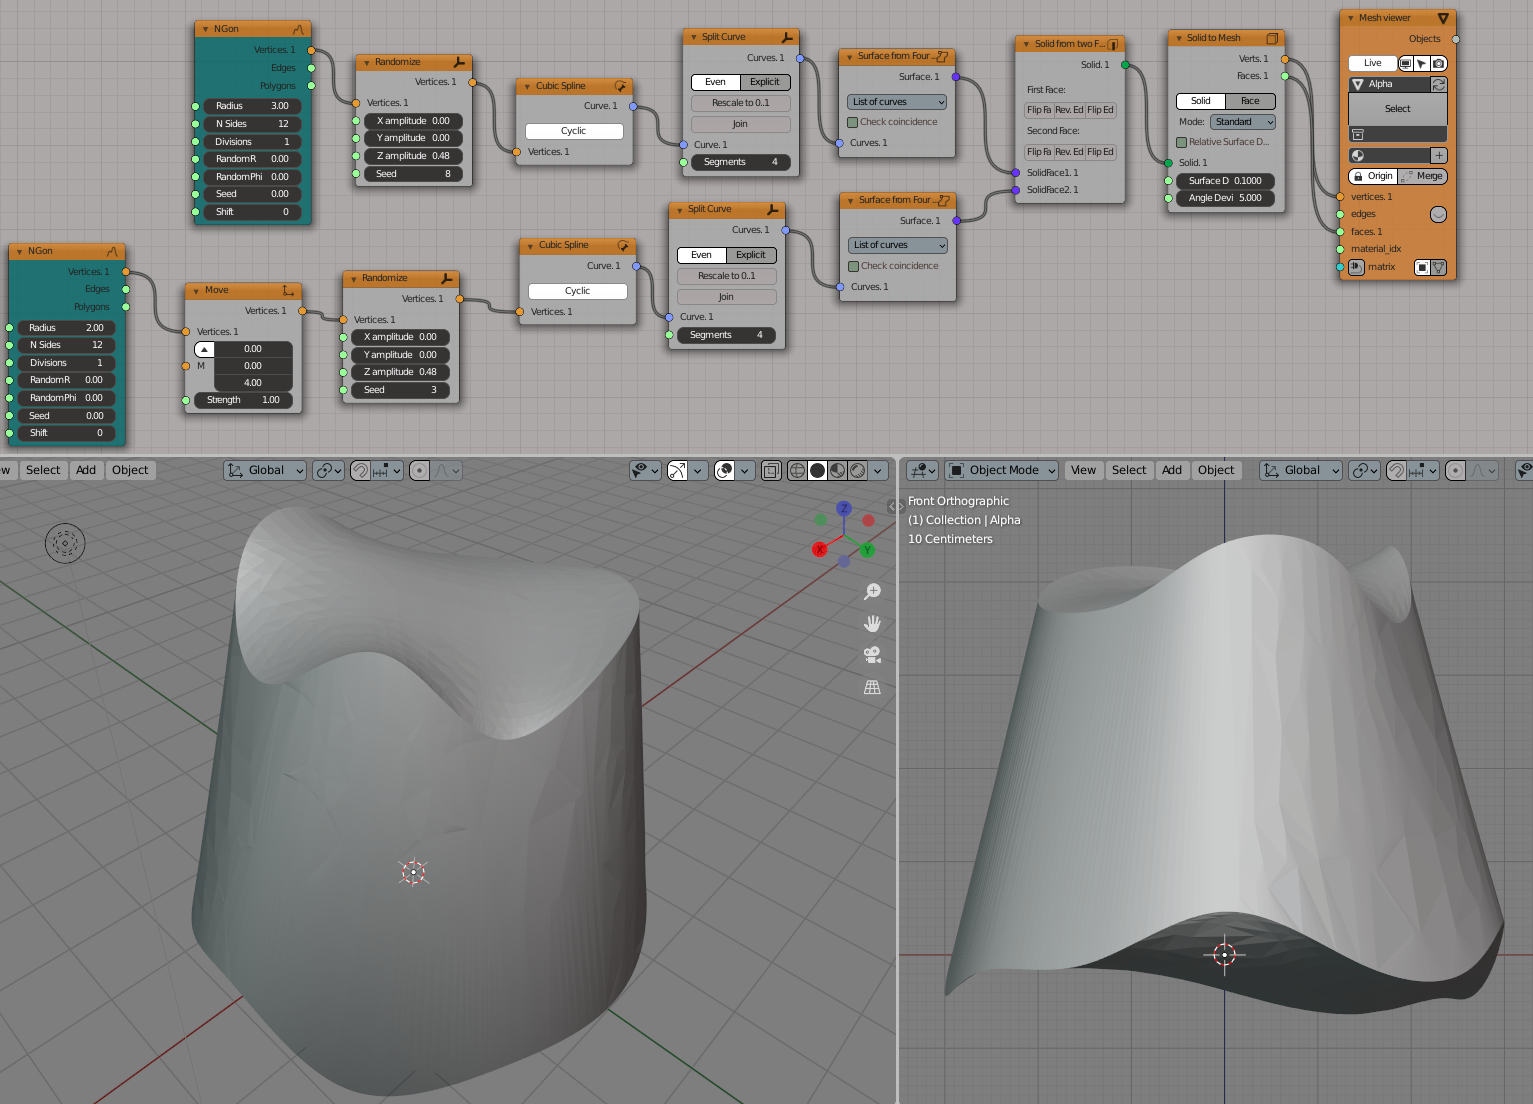 NGon
Vertices. 1
Edges
Polygons
Radius 3.00
N Sides 12
Divisions 1
RandomR 0.00
RandomPhi 0.00
Seed 0.00
Shift 0
Randomize
Vertices. 1
Vertices. 1
X amplitude 0.00
Y amplitude 0.00
Z amplitude 0.48
Seed 8
Cubic Spline
Curve. 1
Cyclic
Vertices. 1
Split Curve
Curves. 1
Even Explicit
Rescale to 0..1
Join
Curve. 1
Segments 4
Surface from Four...
Surface. 1
List of curves
Check coincidence
Curves. 1
Solid from two F...
Solid. 1
First Face:
Flip Fa Rev. Ed Flip Ed
Second Face:
Flip Fa Rev. Ed Flip Ed
SolidFace1. 1
SolidFace2. 1
Solid to Mesh
Verts. 1
Faces. 1
Solid Face
Mode: Standard
Relative Surface D...
Solid. 1
Surface D 0.1000
Angle Devi 5.000
Mesh viewer
Objects
Live
Alpha
Select
Origin Merge
vertices. 1
edges
faces. 1
material_idx
matrix
NGon
Vertices. 1
Edges
Polygons
Radius 2.00
N Sides 12
Divisions 1
RandomR 0.00
RandomPhi 0.00
Seed 0.00
Shift 0
Move
Vertices. 1
Vertices. 1
0.00
M 0.00
4.00
Strength 1.00
Randomize
Vertices. 1
Vertices. 1
X amplitude 0.00
Y amplitude 0.00
Z amplitude 0.48
Seed 3
Cubic Spline
Curve. 1
Cyclic
Vertices. 1
Split Curve
Curves. 1
Even Explicit
Rescale to 0..1
Join
Curve. 1
Segments 4
Surface from Four...
Surface. 1
List of curves
Check coincidence
Curves. 1
ew Select Add Object Global
Z
X
Y
Object Mode View Select Add Object Global
Front Orthographic
(1) Collection | Alpha
10 Centimeters